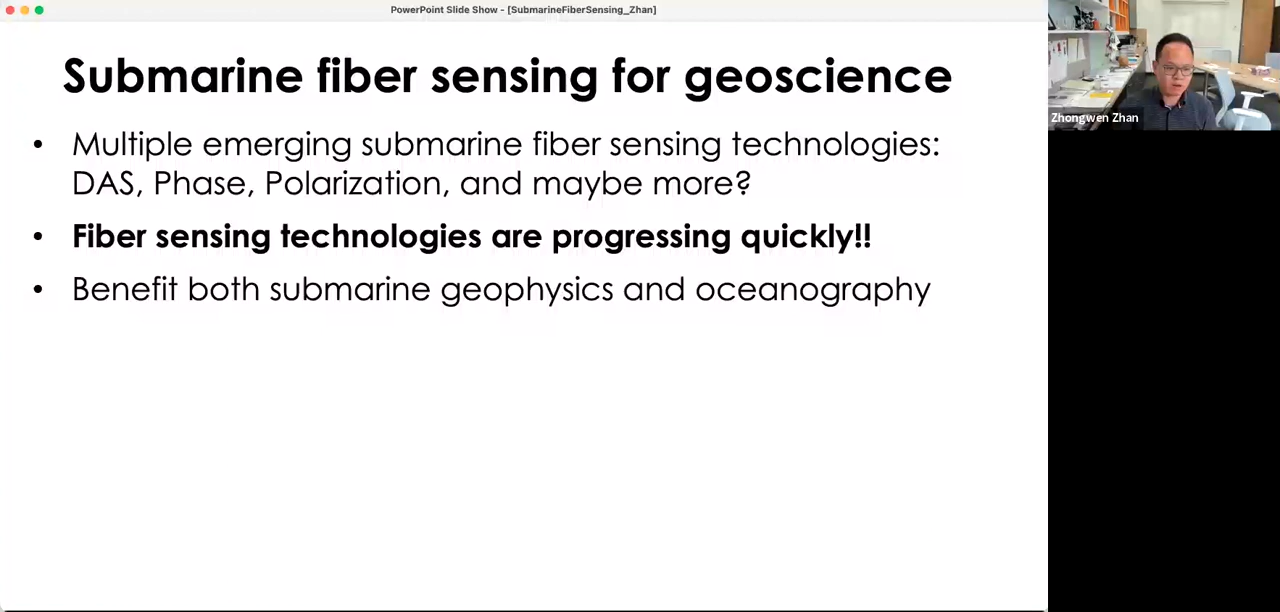 PowerPoint Slide Show - [SubmarineFiberSensing_Zhan]
Submarine fiber sensing for geoscience
• Multiple emerging submarine fiber sensing technologies:
DAS, Phase, Polarization, and maybe more?
• Fiber sensing technologies are progressing quickly!!
• Benefit both submarine geophysics and oceanography
Zhongwen Zhan